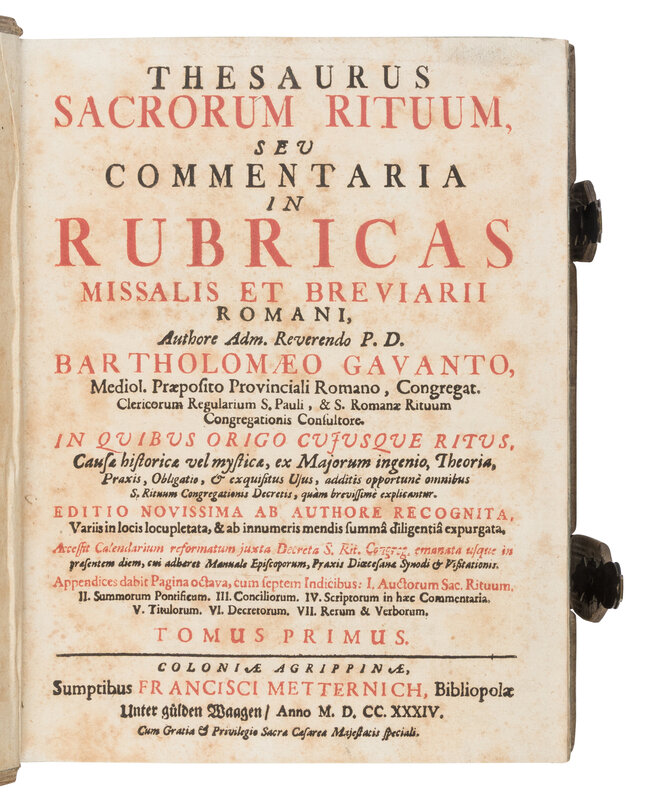 THESAURUS
SACRORUM RITUUM,
SEU
COMMENTARIA
IN
RUBRICAS
MISSALIS ET BREVIARII
ROMANI,
Authore Adm. Reverendo P. D.
BARTHOLOMÆO GAVANTO,
Mediol. Præposito Provinciali Romano, Congregat.
Clericorum Regularium S. Pauli, & S. Romanæ Rituum
Congregationis Conſultore.
IN QUIBUS ORIGO CUJUSQUE RITUS,
Cauſæ hiſtoricæ vel myſticæ, ex Majorum ingenio, Theoria,
Praxis, Obligatio, & exquiſitus Uſus, additis opportunè omnibus
S. Rituum Congregationis Decretis, quàm breviſſimè explicantur.
EDITIO NOVISSIMA AB AUTHORE RECOGNITA,
Variis in locis locupletata, & ab innumeris mendis ſummâ diligentiâ expurgata,
Acceſſit Calendarium reformatum juxta Decreta S. Rit. Congreg. emanata uſque in
præſentem diem, cui adhæret Manuale Epiſcoporum, Praxis Diœceſanæ Synodi & Viſitationis.
Appendices dabit Pagina octava, cum ſeptem Indicibus: I. Auctorum Sac. Rituum.
II. Summorum Pontificum. III. Conciliorum. IV. Scriptorum in hæc Commentaria.
V. Titulorum. VI. Decretorum. VII. Rerum & Verborum.
TOMUS PRIMUS.
COLONIÆ AGRIPPINÆ,
Sumptibus FRANCISCI METTERNICH, Bibliopolæ
Unter gülden Waagen / Anno M. D. CC. XXXIV.
Cum Gratia & Privilegio Sacræ Cæſareæ Majeſtatis ſpeciali.